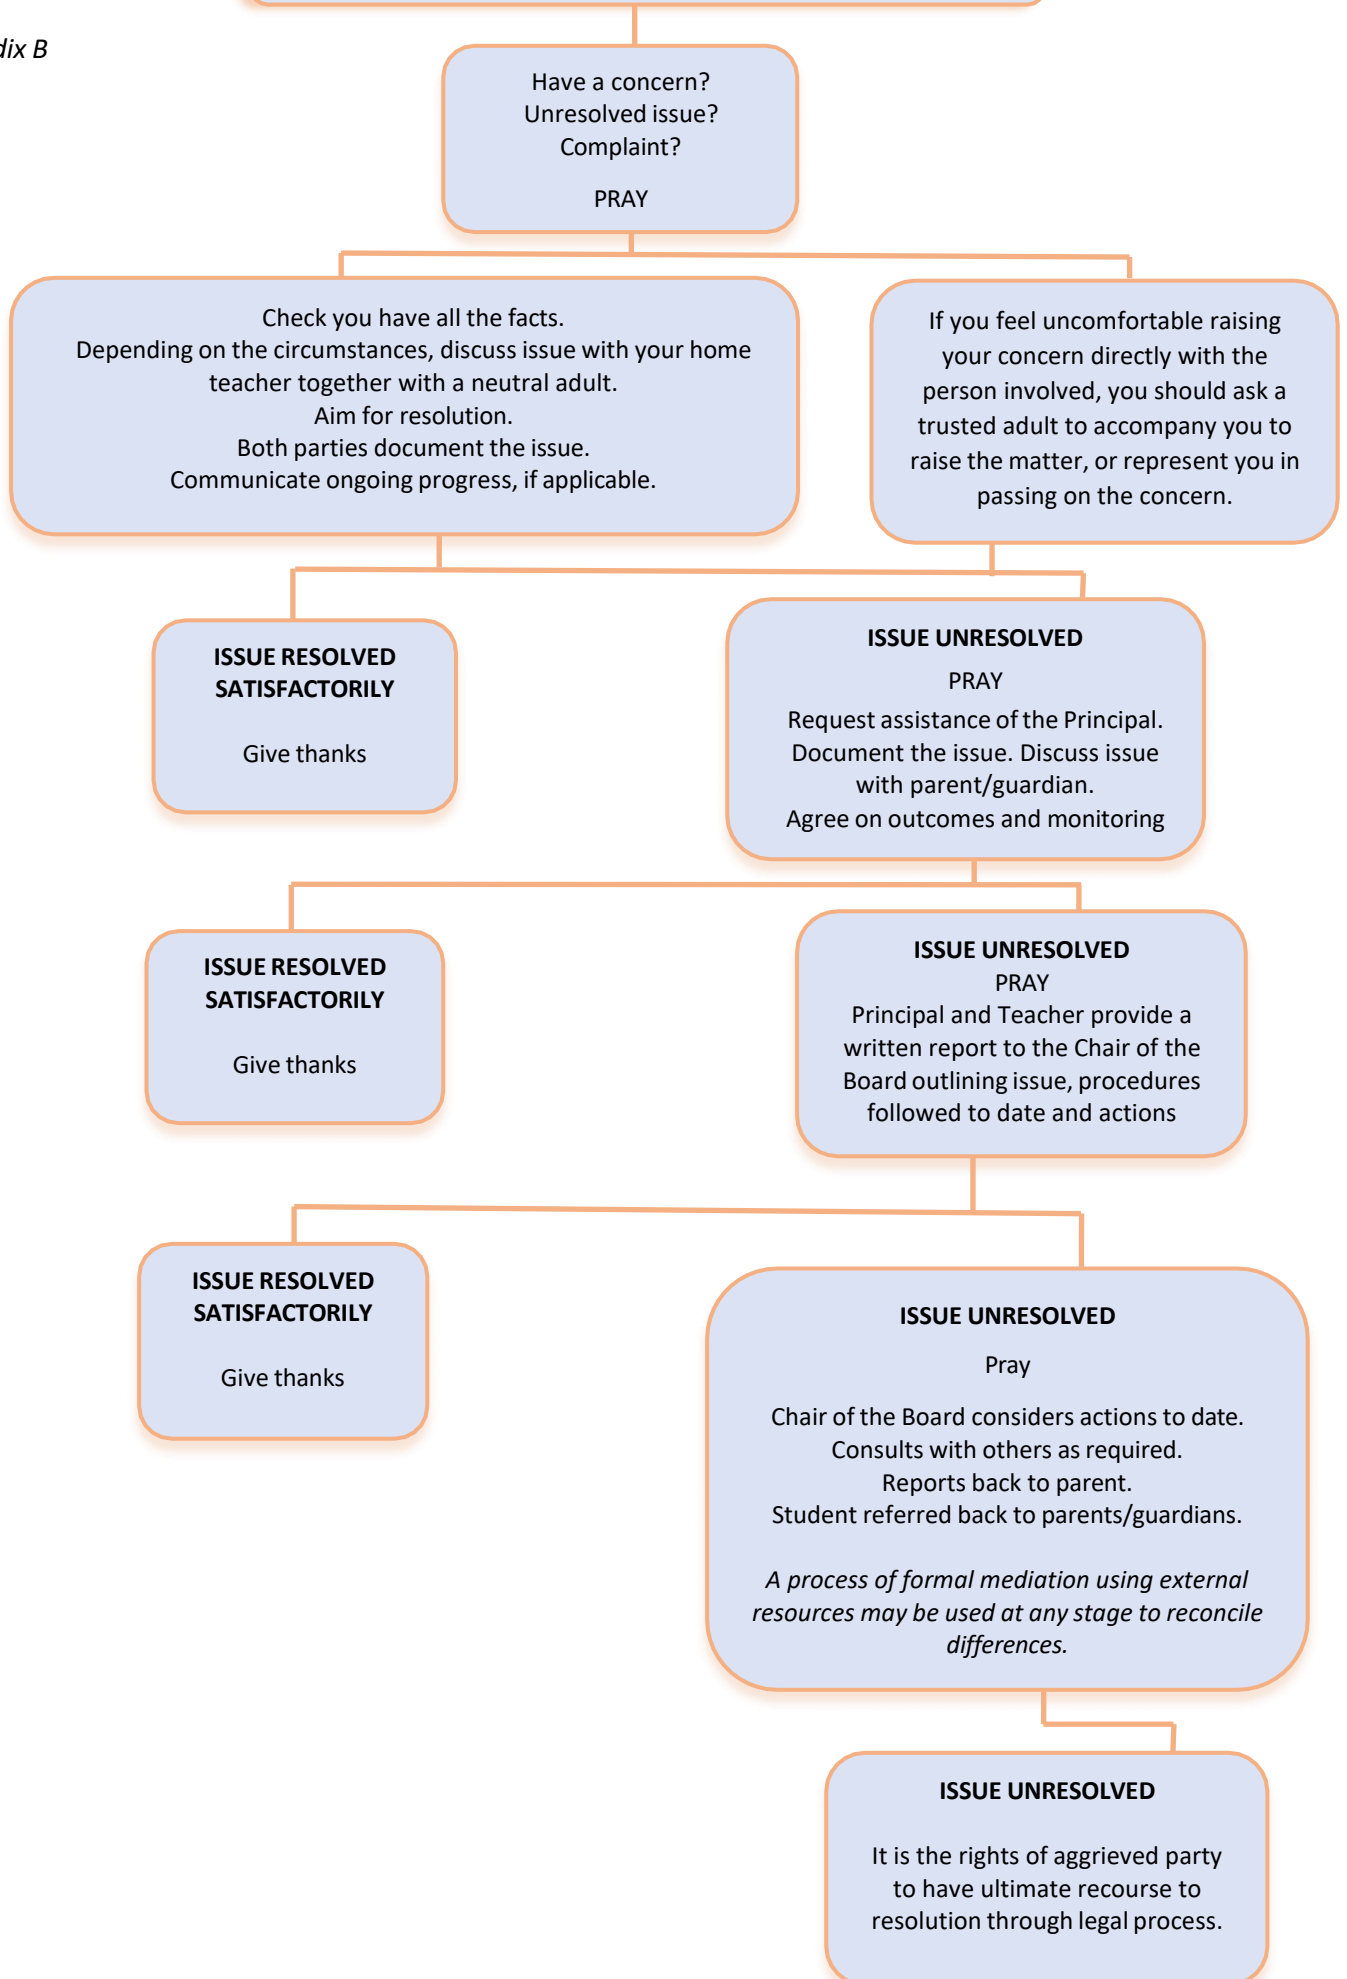 dix B
Have a concern?
Unresolved issue?
Complaint?
PRAY
Check you have all the facts.
Depending on the circumstances, discuss issue with your home
teacher together with a neutral adult.
Aim for resolution.
Both parties document the issue.
Communicate ongoing progress, if applicable.
If you feel uncomfortable raising
your concern directly with the
person involved, you should ask a
trusted adult to accompany you to
raise the matter, or represent you in
passing on the concern.
ISSUE RESOLVED
SATISFACTORILY
Give thanks
ISSUE UNRESOLVED
PRAY
Request assistance of the Principal.
Document the issue. Discuss issue
with parent/guardian.
Agree on outcomes and monitoring
ISSUE RESOLVED
SATISFACTORILY
Give thanks
ISSUE UNRESOLVED
PRAY
Principal and Teacher provide a
written report to the Chair of the
Board outlining issue, procedures
followed to date and actions
ISSUE RESOLVED
SATISFACTORILY
Give thanks
ISSUE UNRESOLVED
Pray
Chair of the Board considers actions to date.
Consults with others as required.
Reports back to parent.
Student referred back to parents/guardians.
A process of formal mediation using external
resources may be used at any stage to reconcile
differences.
ISSUE UNRESOLVED
It is the rights of aggrieved party
to have ultimate recourse to
resolution through legal process.